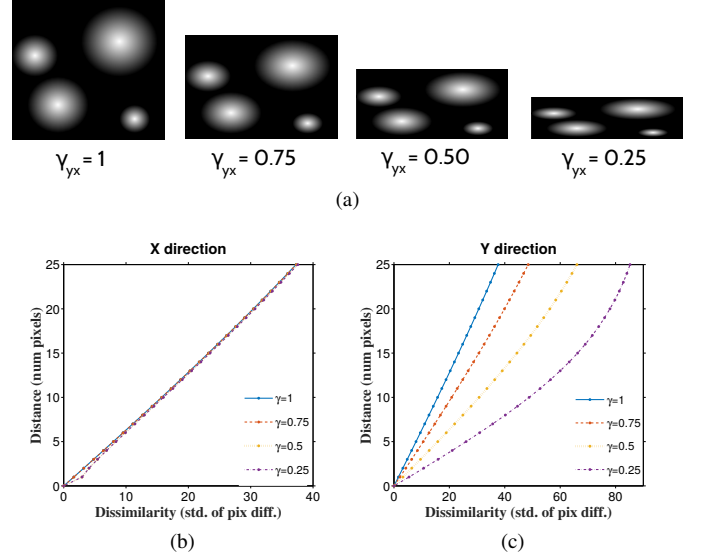 γyx = 1
γyx = 0.75
γyx = 0.50
γyx = 0.25
(a)
X direction
25
20
15
10
5
0
Distance (num pixels)
γ=1
γ=0.75
γ=0.5
γ=0.25
0 10 20 30 40
Dissimilarity (std. of pix diff.)
(b)
Y direction
25
20
15
10
5
0
Distance (num pixels)
γ=1
γ=0.75
γ=0.5
γ=0.25
0 20 40 60 80
Dissimilarity (std. of pix diff.)
(c)